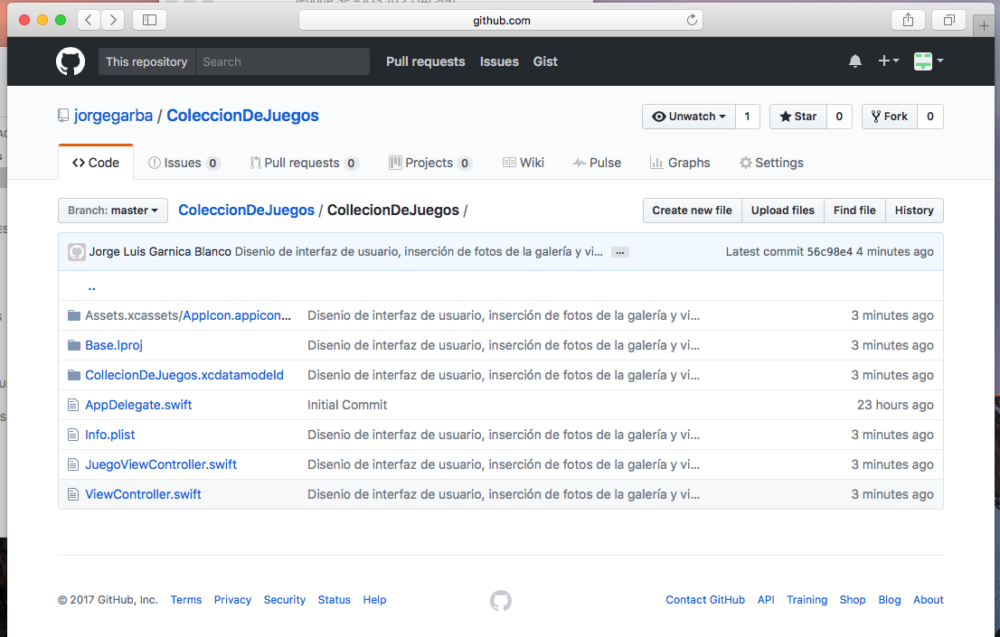 github.com
This repository Search Pull requests Issues Gist
jorgegarba / ColeccionDeJuegos Unwatch 1 Star 0 Fork 0
Code Issues 0 Pull requests 0 Projects 0 Wiki Pulse Graphs Settings
Branch: master ColeccionDeJuegos / CollecionDeJuegos / Create new file Upload files Find file History
Jorge Luis Garnica Blanco Disenio de interfaz de usuario, inserción de fotos de la galería y vi... ... Latest commit 56c98e4 4 minutes ago
..
Assets.xcassets/AppIcon.appicon... Disenio de interfaz de usuario, inserción de fotos de la galería y vi... 3 minutes ago
Base.lproj Disenio de interfaz de usuario, inserción de fotos de la galería y vi... 3 minutes ago
CollecionDeJuegos.xcdatamodeld Disenio de interfaz de usuario, inserción de fotos de la galería y vi... 3 minutes ago
AppDelegate.swift Initial Commit 23 hours ago
Info.plist Disenio de interfaz de usuario, inserción de fotos de la galería y vi... 3 minutes ago
JuegoViewController.swift Disenio de interfaz de usuario, inserción de fotos de la galería y vi... 3 minutes ago
ViewController.swift Disenio de interfaz de usuario, inserción de fotos de la galería y vi... 3 minutes ago
© 2017 GitHub, Inc. Terms Privacy Security Status Help Contact GitHub API Training Shop Blog About